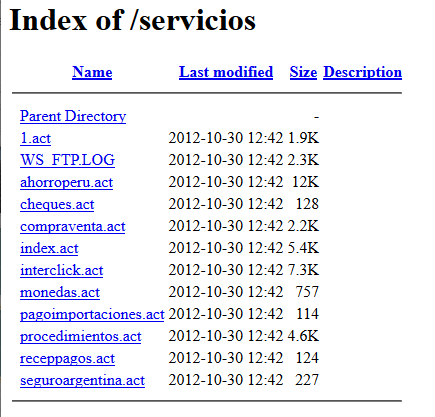 Index of /servicios
Name Last modified Size Description
Parent Directory -
1.act 2012-10-30 12:42 1.9K
WS_FTP.LOG 2012-10-30 12:42 2.3K
ahorroperu.act 2012-10-30 12:42 12K
cheques.act 2012-10-30 12:42 128
compraventa.act 2012-10-30 12:42 2.2K
index.act 2012-10-30 12:42 5.4K
interclick.act 2012-10-30 12:42 7.3K
monedas.act 2012-10-30 12:42 757
pagoimportaciones.act 2012-10-30 12:42 114
procedimientos.act 2012-10-30 12:42 4.6K
receppagos.act 2012-10-30 12:42 124
seguroargentina.act 2012-10-30 12:42 227